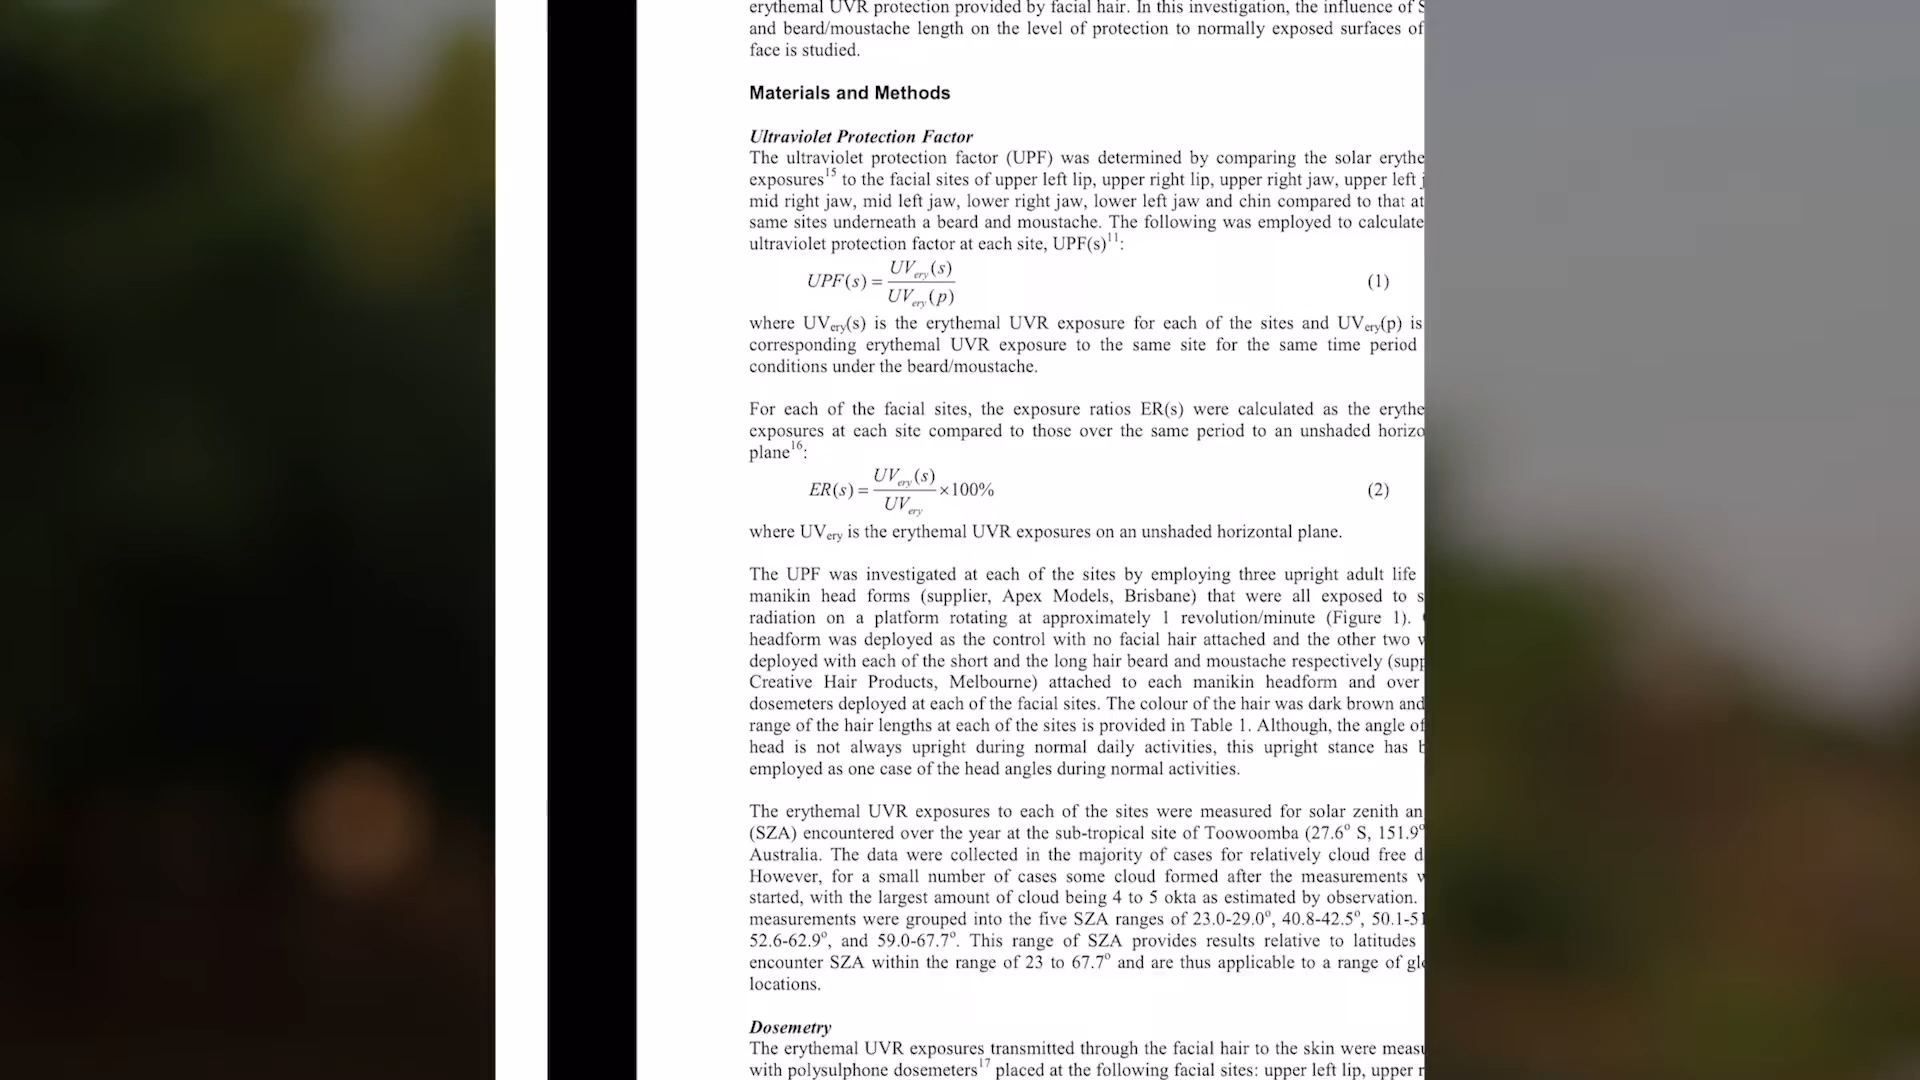 erythemal UVR protection provided by facial hair. In this investigation, the influence of
and beard/moustache length on the level of protection to normally exposed surfaces of
face is studied.
Materials and Methods
Ultraviolet Protection Factor
The ultraviolet protection factor (UPF) was determined by comparing the solar erythe
exposures15 to the facial sites of upper left lip, upper right lip, upper right jaw, upper left j
mid right jaw, mid left jaw, lower right jaw, lower left jaw and chin compared to that at
same sites underneath a beard and moustache. The following was employed to calculate
ultraviolet protection factor at each site, UPF(s)11:
UPF(s) = UVery(s) / UVery(p) (1)
where UVery(s) is the erythemal UVR exposure for each of the sites and UVery(p) is
corresponding erythemal UVR exposure to the same site for the same time period
conditions under the beard/moustache.
For each of the facial sites, the exposure ratios ER(s) were calculated as the erythe
exposures at each site compared to those over the same period to an unshaded horizo
plane16:
ER(s) = UVery(s) / UVery ×100% (2)
where UVery is the erythemal UVR exposures on an unshaded horizontal plane.
The UPF was investigated at each of the sites by employing three upright adult life
manikin head forms (supplier, Apex Models, Brisbane) that were all exposed to s
radiation on a platform rotating at approximately 1 revolution/minute (Figure 1).
headform was deployed as the control with no facial hair attached and the other two
deployed with each of the short and the long hair beard and moustache respectively (supp
Creative Hair Products, Melbourne) attached to each manikin headform and over
dosemeters deployed at each of the facial sites. The colour of the hair was dark brown and
range of the hair lengths at each of the sites is provided in Table 1. Although, the angle of
head is not always upright during normal daily activities, this upright stance has b
employed as one case of the head angles during normal activities.
The erythemal UVR exposures to each of the sites were measured for solar zenith an
(SZA) encountered over the year at the sub-tropical site of Toowoomba (27.6o S, 151.9o
Australia. The data were collected in the majority of cases for relatively cloud free d
However, for a small number of cases some cloud formed after the measurements
started, with the largest amount of cloud being 4 to 5 okta as estimated by observation.
measurements were grouped into the five SZA ranges of 23.0-29.0o, 40.8-42.5o, 50.1-51
52.6-62.9o, and 59.0-67.7o. This range of SZA provides results relative to latitudes
encounter SZA within the range of 23 to 67.7o and are thus applicable to a range of gl
locations.
Dosemetry
The erythemal UVR exposures transmitted through the facial hair to the skin were meas
with polysulphone dosemeters17 placed at the following facial sites: upper left lip, upper r